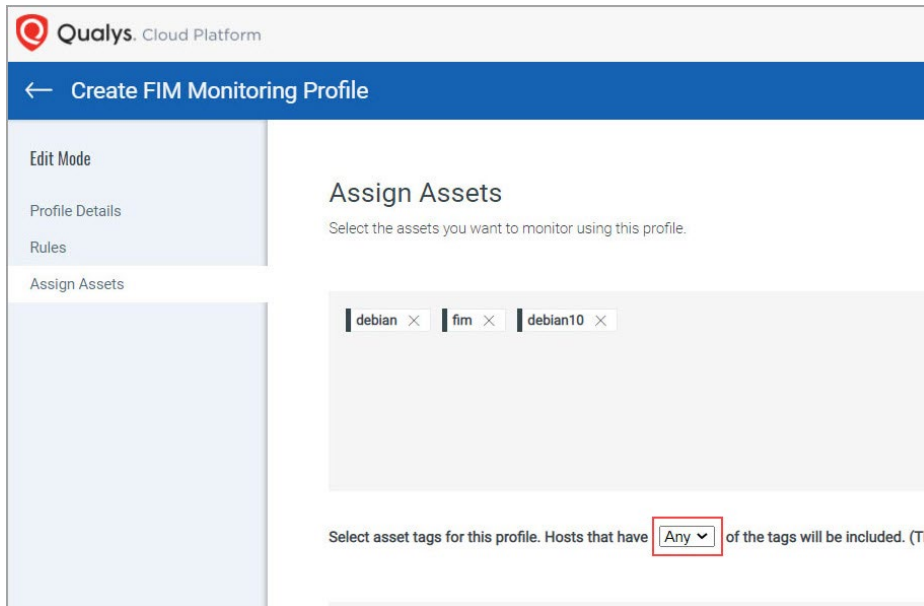 Qualys. Cloud Platform
← Create FIM Monitoring Profile
Edit Mode
Profile Details
Rules
Assign Assets
Assign Assets
Select the assets you want to monitor using this profile.
debian × fim × debian10 ×
Select asset tags for this profile. Hosts that have Any of the tags will be included. (T